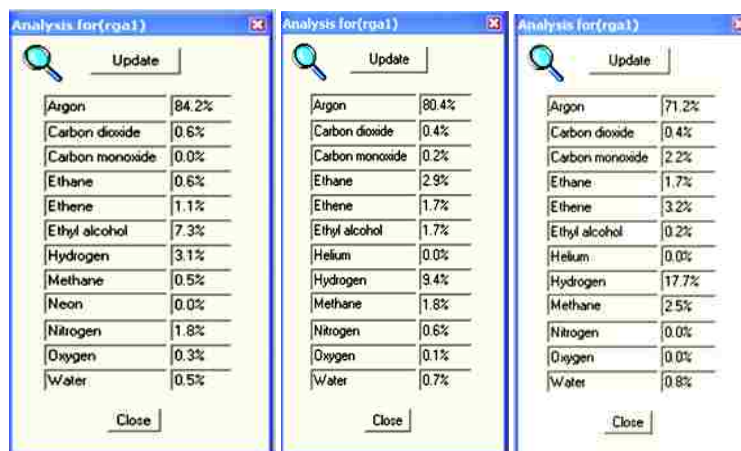 Analysis for(rga1)
Update
Argon 84.2%
Carbon dioxide 0.6%
Carbon monoxide 0.0%
Ethane 0.6%
Ethene 1.1%
Ethyl alcohol 7.3%
Hydrogen 3.1%
Methane 0.5%
Neon 0.0%
Nitrogen 1.8%
Oxygen 0.3%
Water 0.5%
Close
Analysis for(rga1)
Update
Argon 80.4%
Carbon dioxide 0.4%
Carbon monoxide 0.2%
Ethane 2.9%
Ethene 1.7%
Ethyl alcohol 1.7%
Helium 0.0%
Hydrogen 9.4%
Methane 1.8%
Nitrogen 0.6%
Oxygen 0.1%
Water 0.7%
Close
Analysis for(rga1)
Update
Argon 71.2%
Carbon dioxide 0.4%
Carbon monoxide 2.2%
Ethane 1.7%
Ethene 3.2%
Ethyl alcohol 0.2%
Helium 0.0%
Hydrogen 17.7%
Methane 2.5%
Nitrogen 0.0%
Oxygen 0.0%
Water 0.8%
Close